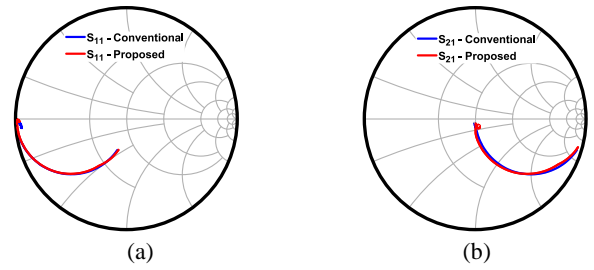 S₁₁ - Conventional
S₁₁ - Proposed
S₂₁ - Conventional
S₂₁ - Proposed
(a)
(b)